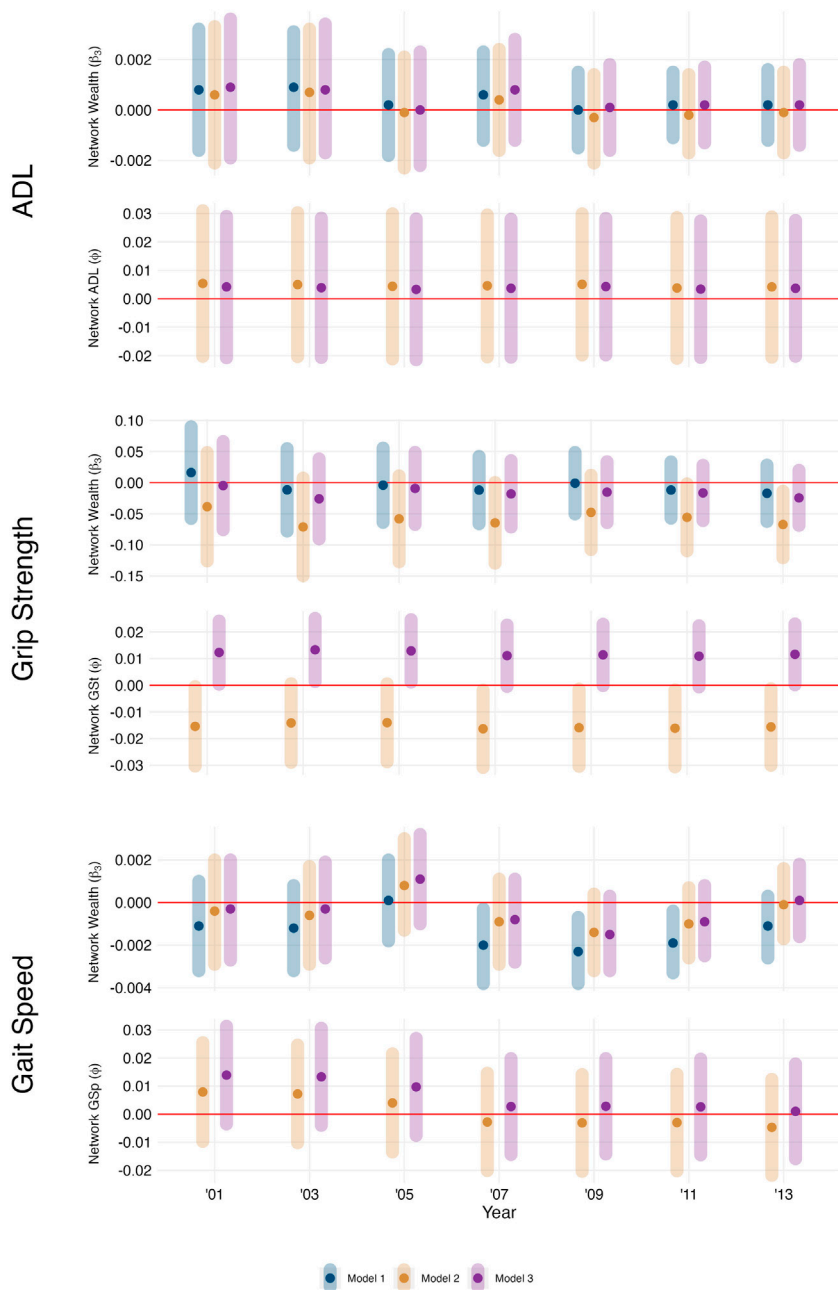 ADL
Network Wealth (β₃)
0.002
0.000
-0.002
Network ADL (ϕ)
0.03
0.02
0.01
0.00
-0.01
-0.02
Grip Strength
Network Wealth (β₃)
0.10
0.05
0.00
-0.05
-0.10
-0.15
Network GSt (ϕ)
0.02
0.01
0.00
-0.01
-0.02
-0.03
Gait Speed
Network Wealth (β₃)
0.002
0.000
-0.002
-0.004
Network GSp (ϕ)
0.03
0.02
0.01
0.00
-0.01
-0.02
'01 '03 '05 '07 '09 '11 '13
Year
Model 1 Model 2 Model 3